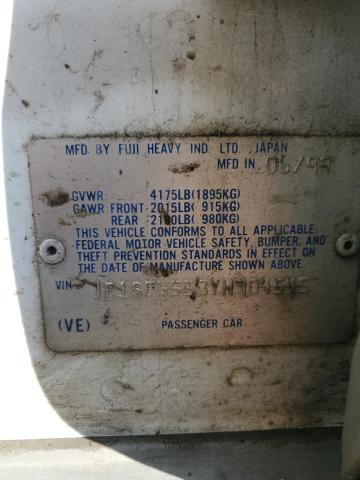 MFD. BY FUJI HEAVY IND. LTD., JAPAN
MFD IN 06/99
GVWR 4175LB(1895KG)
GAWR FRONT-2015LB( 915KG)
REAR -2160LB( 980KG)
THIS VEHICLE CONFORMS TO ALL APPLICABLE
FEDERAL MOTOR VEHICLE SAFETY, BUMPER, AND
THEFT PREVENTION STANDARDS IN EFFECT ON
THE DATE OF MANUFACTURE SHOWN ABOVE.
VIN
(VE) PASSENGER CAR